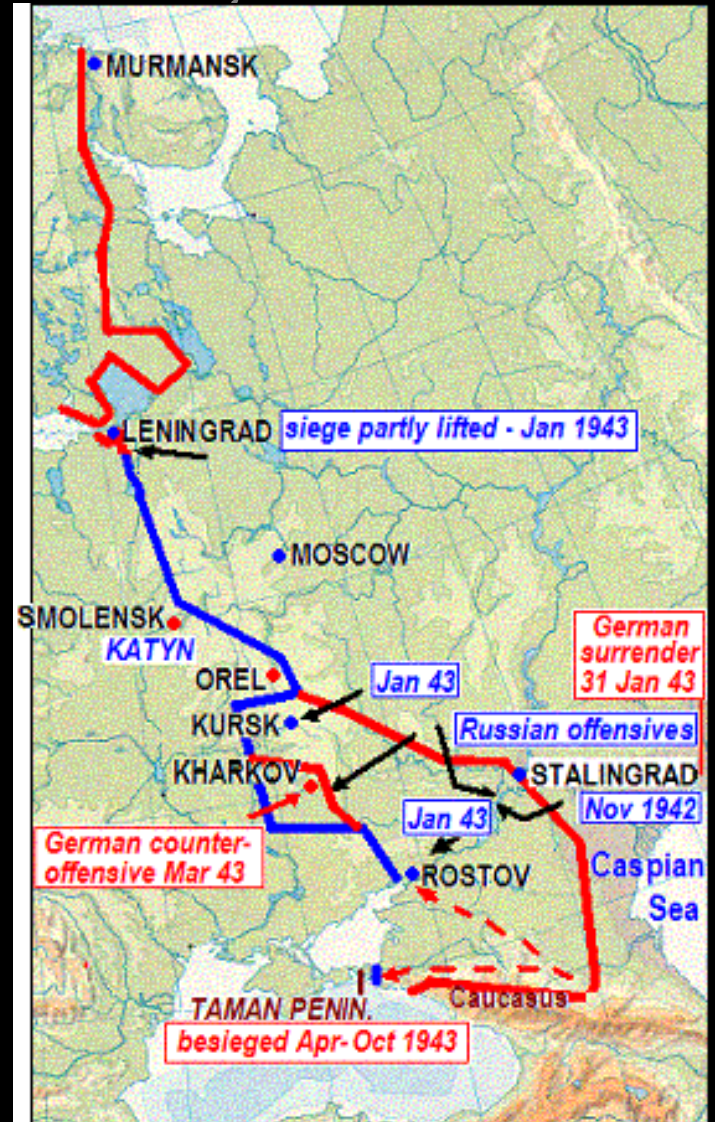 MURMANSK
LENINGRAD
siege partly lifted - Jan 1943
MOSCOW
SMOLENSK
KATYN
German
surrender
31 Jan 43
OREL
Jan 43
KURSK
Russian offensives
KHARKOV
STALINGRAD
Nov 1942
Jan 43
German counter-
offensive Mar 43
ROSTOV
Caspian
Sea
Caucasus
TAMAN PENIN.
besieged Apr-Oct 1943